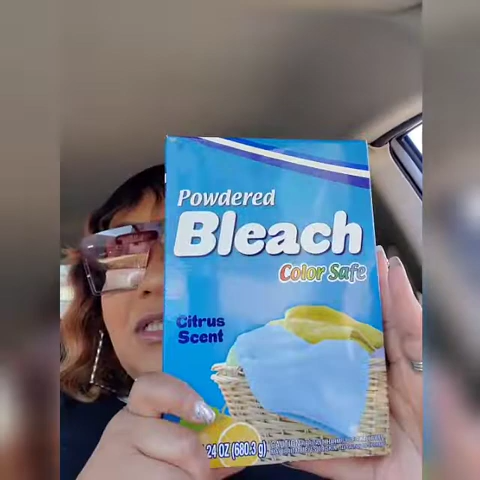 Powdered
Bleach
Color Safe
Citrus
Scent
24 OZ (680.3 g)